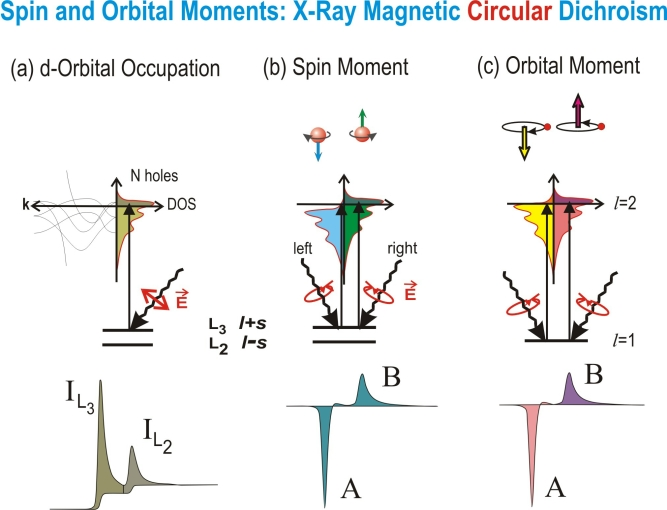 Spin and Orbital Moments: X-Ray Magnetic Circular Dichroism
(a) d-Orbital Occupation
(b) Spin Moment
(c) Orbital Moment
N holes
k
DOS
E
L3 l+s
L2 l-s
left
right
E
l=2
l=1
IL3
IL2
A
B
A
B